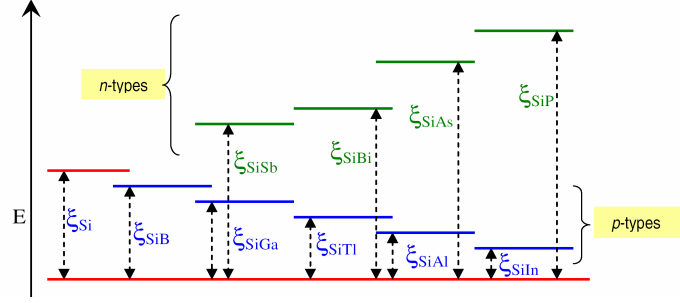 n-types
ξSiP
ξSiAs
ξSiBi
ξSiSb
E
ξSi
ξSiB
ξSiGa
ξSiTl
ξSiAl
ξSiIn
p-types